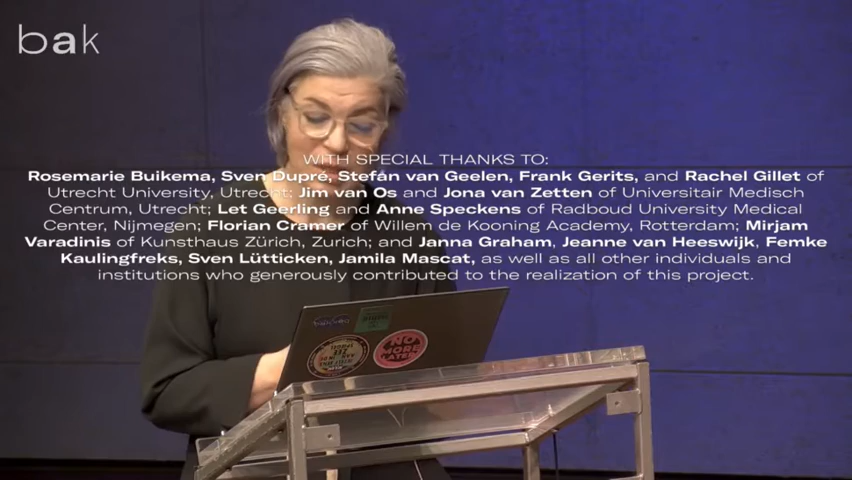 bak
WITH SPECIAL THANKS TO:
Rosemarie Buikema, Sven Dupré, Stefan van Geelen, Frank Gerits, and Rachel Gillet of
Utrecht University, Utrecht; Jim van Os and Jona van Zetten of Universitair Medisch
Centrum, Utrecht; Let Geerling and Anne Speckens of Radboud University Medical
Center, Nijmegen; Florian Cramer of Willem de Kooning Academy, Rotterdam; Mirjam
Varadinis of Kunsthaus Zürich, Zurich; and Janna Graham, Jeanne van Heeswijk, Femke
Kaulingfreks, Sven Lütticken, Jamila Mascat, as well as all other individuals and
institutions who generously contributed to the realization of this project.
NO
MORE
LATER